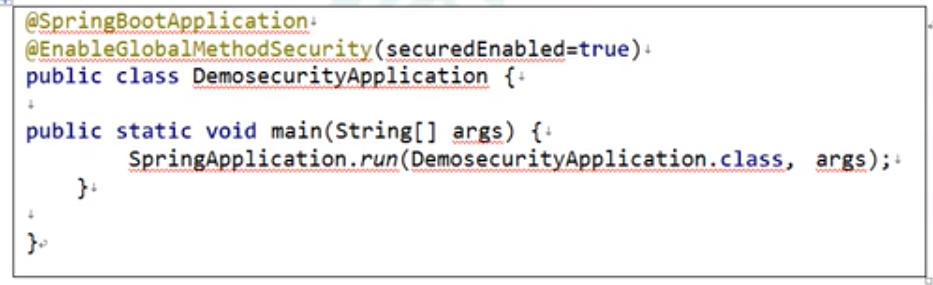 @SpringBootApplication
@EnableGlobalMethodSecurity(securedEnabled=true)
public class DemosecurityApplication {
public static void main(String[] args) {
SpringApplication.run(DemosecurityApplication.class, args);
}
}